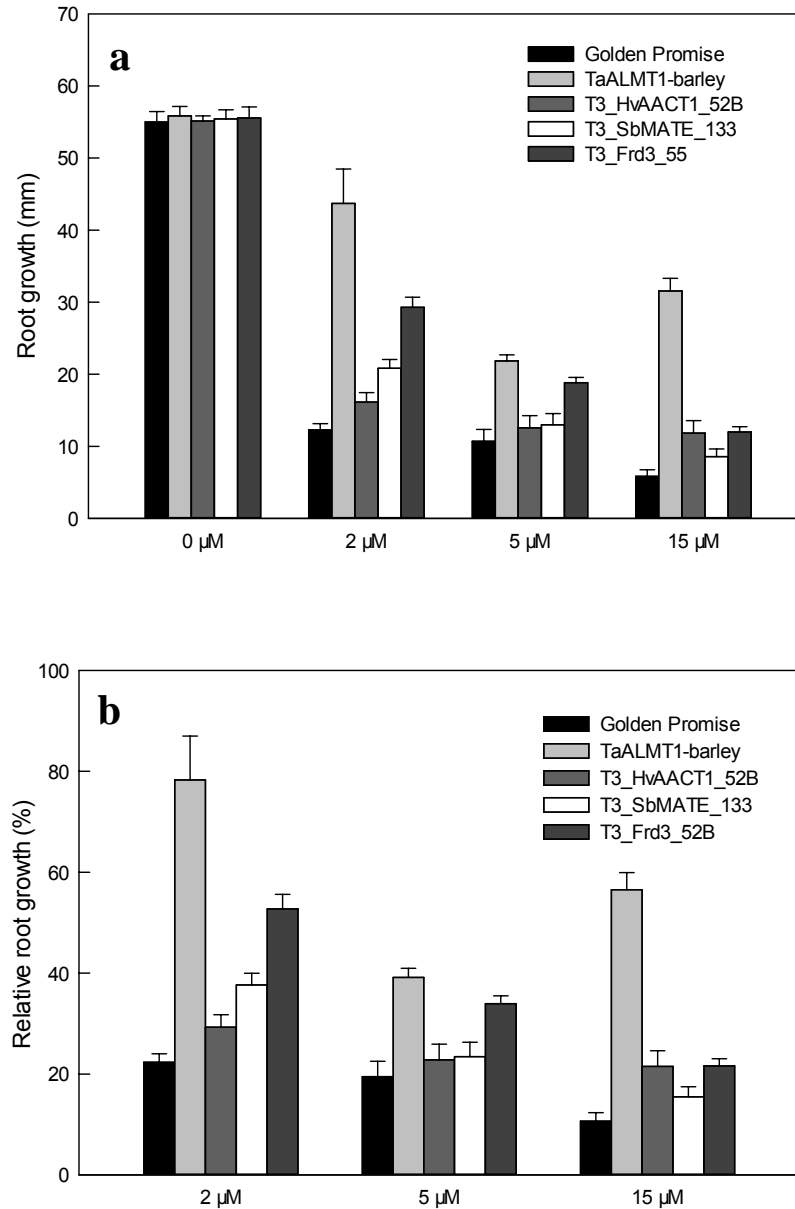 a
Root growth (mm)
70
60
50
40
30
20
10
0
Golden Promise
TaALMT1-barley
T3_HvAACT1_52B
T3_SbMATE_133
T3_Frd3_55
0 µM
2 µM
5 µM
15 µM
b
Relative root growth (%)
100
80
60
40
20
0
Golden Promise
TaALMT1-barley
T3_HvAACT1_52B
T3_SbMATE_133
T3_Frd3_52B
2 µM
5 µM
15 µM